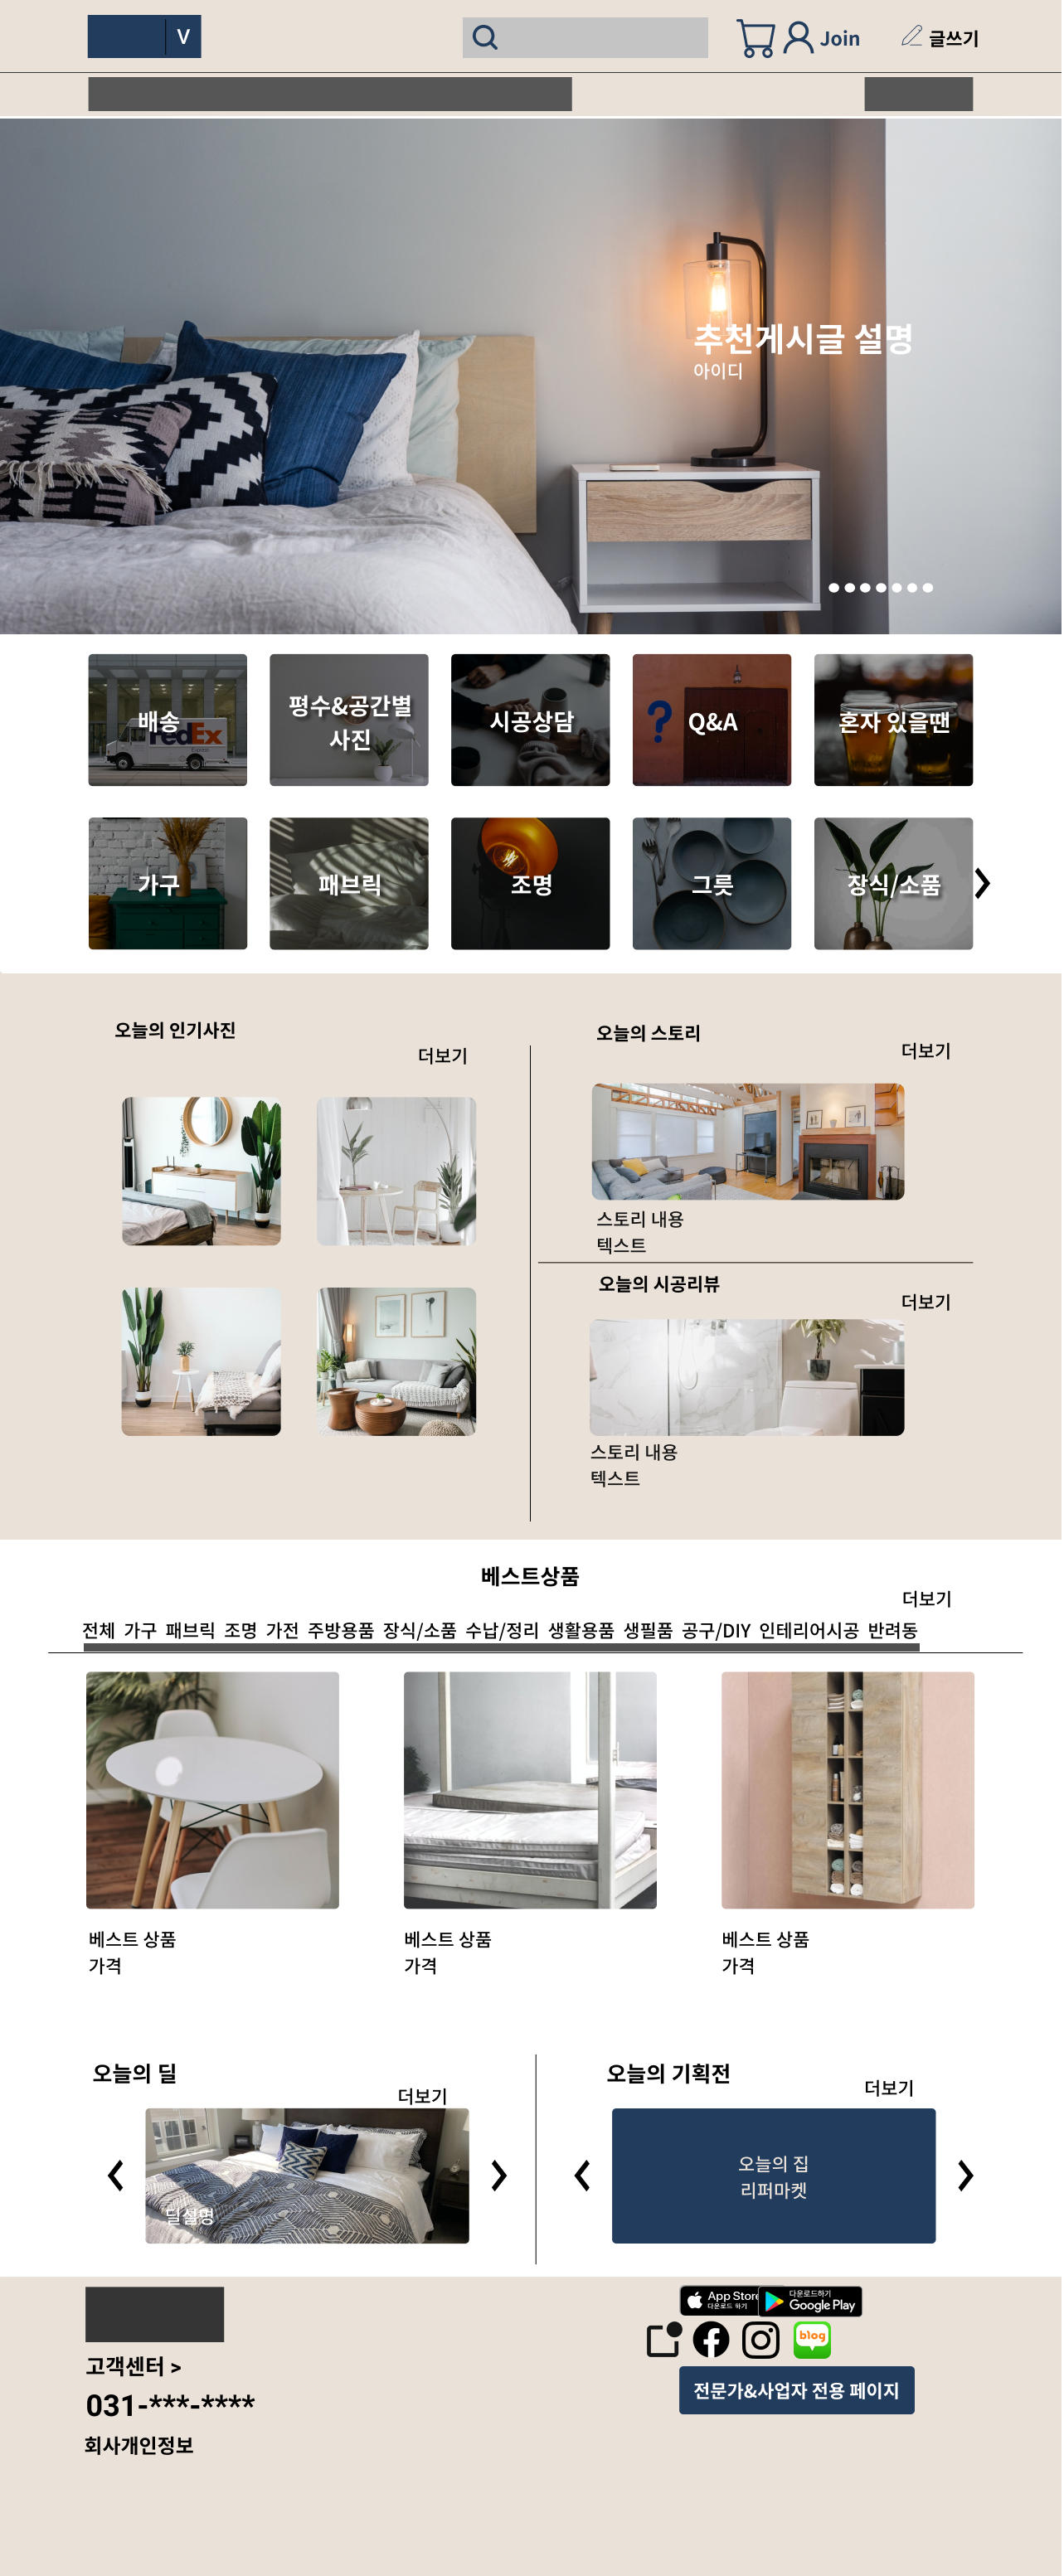 V
Join
글쓰기
추천게시글 설명
아이디
배송
FedEx
Express
평수&공간별
사진
시공상담
?
Q&A
혼자 있을땐
가구
패브릭
조명
그릇
장식/소품
오늘의 인기사진
더보기
오늘의 스토리
더보기
스토리 내용
텍스트
오늘의 시공리뷰
더보기
스토리 내용
텍스트
베스트상품
더보기
전체 가구 패브릭 조명 가전 주방용품 장식/소품 수납/정리 생활용품 생필품 공구/DIY 인테리어시공 반려동
베스트 상품
가격
베스트 상품
가격
베스트 상품
가격
오늘의 딜
더보기
딜설명
오늘의 기획전
더보기
오늘의 집
리퍼마켓
App Store
다운로드 하기
다운로드하기
Google Play
blog
전문가&사업자 전용 페이지
고객센터 >
031-***-****
회사개인정보